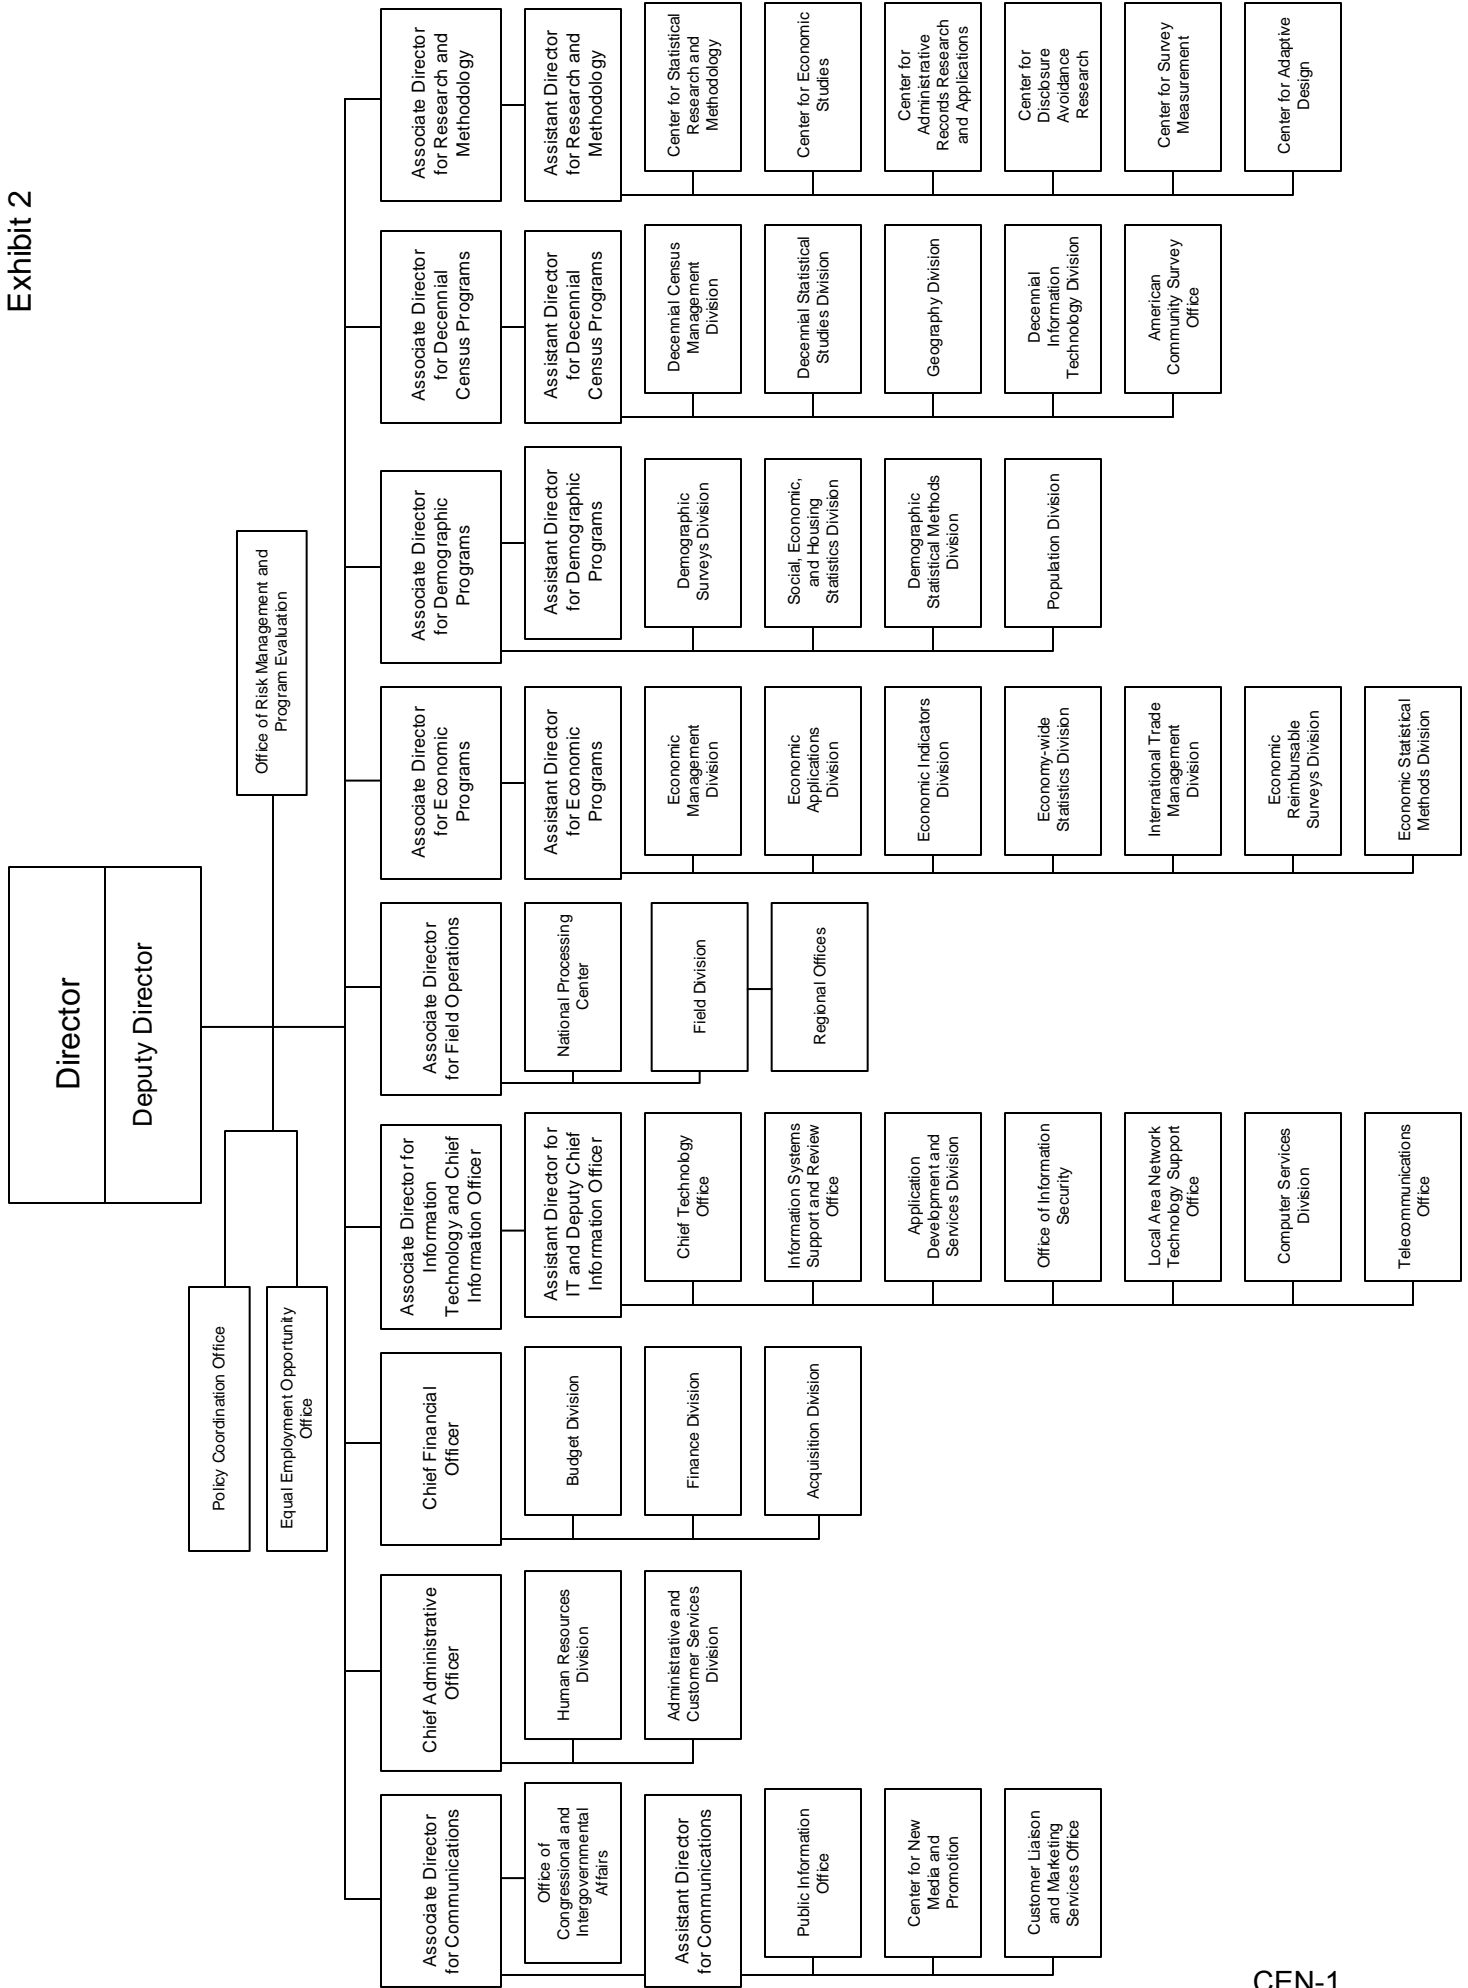 Exhibit 2
Director
Deputy Director
Policy Coordination Office
Equal Employment Opportunity
Office
Office of Risk Management and
Program Evaluation
Associate Director
for Communications
Office of
Congressional and
Intergovernmental
Affairs
Assistant Director
for Communications
Public Information
Office
Center for New
Media and
Promotion
Customer Liaison
and Marketing
Services Office
Chief Administrative
Officer
Human Resources
Division
Administrative and
Customer Services
Division
Chief Financial
Officer
Budget Division
Finance Division
Acquisition Division
Associate Director for
Information
Technology and Chief
Information Officer
Assistant Director for
IT and Deputy Chief
Information Officer
Chief Technology
Office
Information Systems
Support and Review
Office
Application
Development and
Services Division
Office of Information
Security
Local Area Network
Technology Support
Office
Computer Services
Division
Telecommunications
Office
Associate Director
for Field Operations
National Processing
Center
Field Division
Regional Offices
Associate Director
for Economic
Programs
Assistant Director
for Economic
Programs
Economic
Management
Division
Economic
Applications
Division
Economic Indicators
Division
Economy-wide
Statistics Division
International Trade
Management
Division
Economic
Reimbursable
Surveys Division
Economic Statistical
Methods Division
Associate Director
for Demographic
Programs
Assistant Director
for Demographic
Programs
Demographic
Surveys Division
Social, Economic,
and Housing
Statistics Division
Demographic
Statistical Methods
Division
Population Division
Associate Director
for Decennial
Census Programs
Assistant Director
for Decennial
Census Programs
Decennial Census
Management
Division
Decennial Statistical
Studies Division
Geography Division
Decennial
Information
Technology Division
American
Community Survey
Office
Associate Director
for Research and
Methodology
Assistant Director
for Research and
Methodology
Center for Statistical
Research and
Methodology
Center for Economic
Studies
Center for
Administrative
Records Research
and Applications
Center for
Disclosure
Avoidance
Research
Center for Survey
Measurement
Center for Adaptive
Design
CEN-1